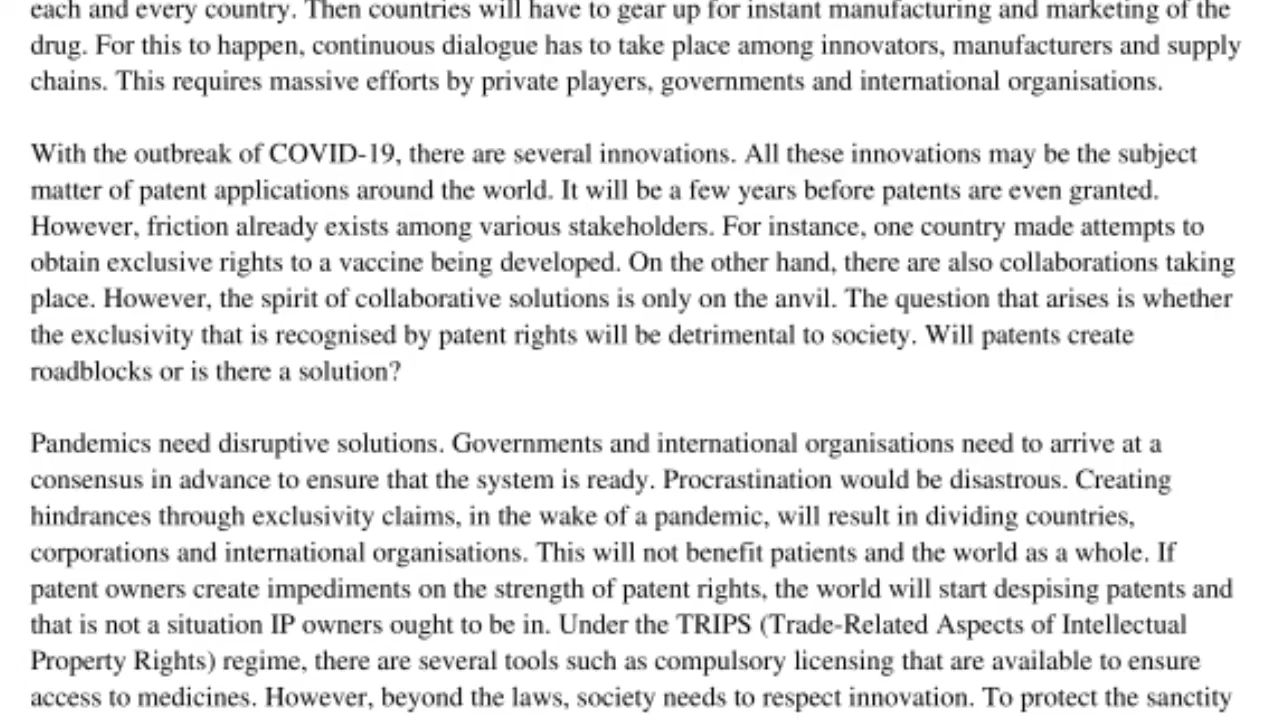 each and every country. Then countries will have to gear up for instant manufacturing and marketing of the
drug. For this to happen, continuous dialogue has to take place among innovators, manufacturers and supply
chains. This requires massive efforts by private players, governments and international organisations.
With the outbreak of COVID-19, there are several innovations. All these innovations may be the subject
matter of patent applications around the world. It will be a few years before patents are even granted.
However, friction already exists among various stakeholders. For instance, one country made attempts to
obtain exclusive rights to a vaccine being developed. On the other hand, there are also collaborations taking
place. However, the spirit of collaborative solutions is only on the anvil. The question that arises is whether
the exclusivity that is recognised by patent rights will be detrimental to society. Will patents create
roadblocks or is there a solution?
Pandemics need disruptive solutions. Governments and international organisations need to arrive at a
consensus in advance to ensure that the system is ready. Procrastination would be disastrous. Creating
hindrances through exclusivity claims, in the wake of a pandemic, will result in dividing countries,
corporations and international organisations. This will not benefit patients and the world as a whole. If
patent owners create impediments on the strength of patent rights, the world will start despising patents and
that is not a situation IP owners ought to be in. Under the TRIPS (Trade-Related Aspects of Intellectual
Property Rights) regime, there are several tools such as compulsory licensing that are available to ensure
access to medicines. However, beyond the laws, society needs to respect innovation. To protect the sanctity